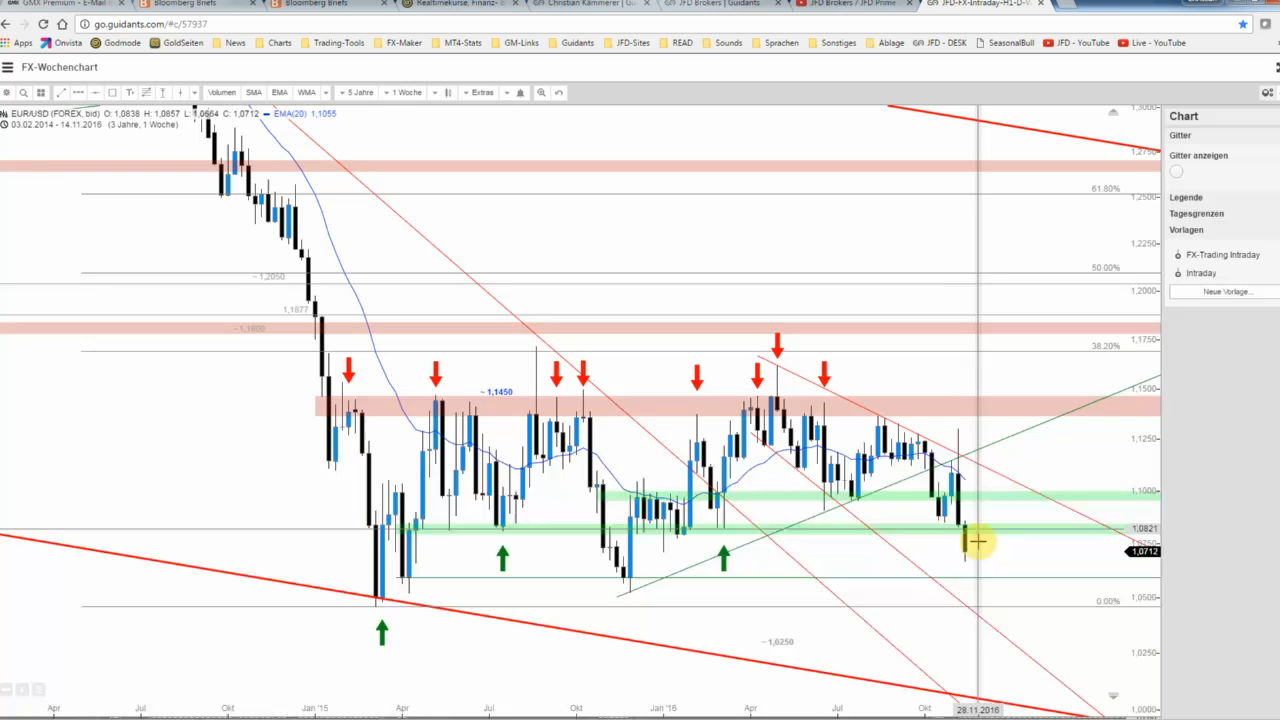 GMX Premium - E-Mail
Bloomberg Briefs
Bloomberg Briefs
Realtimekurse, Finanz-
Christian Kämmerer | Gu
JFD Brokers | Guidants
JFD Brokers / JFD Prime
JFD-FX-Intraday-H1-D-W
go.guidants.com/#c/57937
Apps
Onvista
Godmode
GoldSeiten
News
Charts
Trading-Tools
FX-Maker
MT4-Stats
GM-Links
Guidants
JFD-Sites
READ
Sounds
Sprachen
Sonstiges
Ablage
JFD - DESK
SeasonalBull
JFD - YouTube
Live - YouTube
FX-Wochenchart
Volumen
SMA
EMA
WMA
5 Jahre
1 Woche
Extras
EUR/USD (FOREX, bid) O: 1,0838 H: 1,0857 L: 1,0664 C: 1,0712 EMA(20) 1,1055
03.02.2014 - 14.11.2016 (3 Jahre, 1 Woche)
Chart
Gitter
Gitter anzeigen
Legende
Tagesgrenzen
Vorlagen
FX-Trading Intraday
Intraday
Neue Vorlage...
1,3000
1,2750
61.80%
1,2500
1,2250
50.00%
~ 1,2050
1,2000
1,1877
~ 1,1800
1,1750
38.20%
~ 1,1450
1,1500
1,1250
1,1000
1,0821
1,0750
1,0712
0.00%
1,0500
~ 1,0250
1,0250
1,0000
Apr
Jul
Okt
Jan '15
Apr
Jul
Okt
Jan '16
Apr
Jul
Okt
28.11.2016